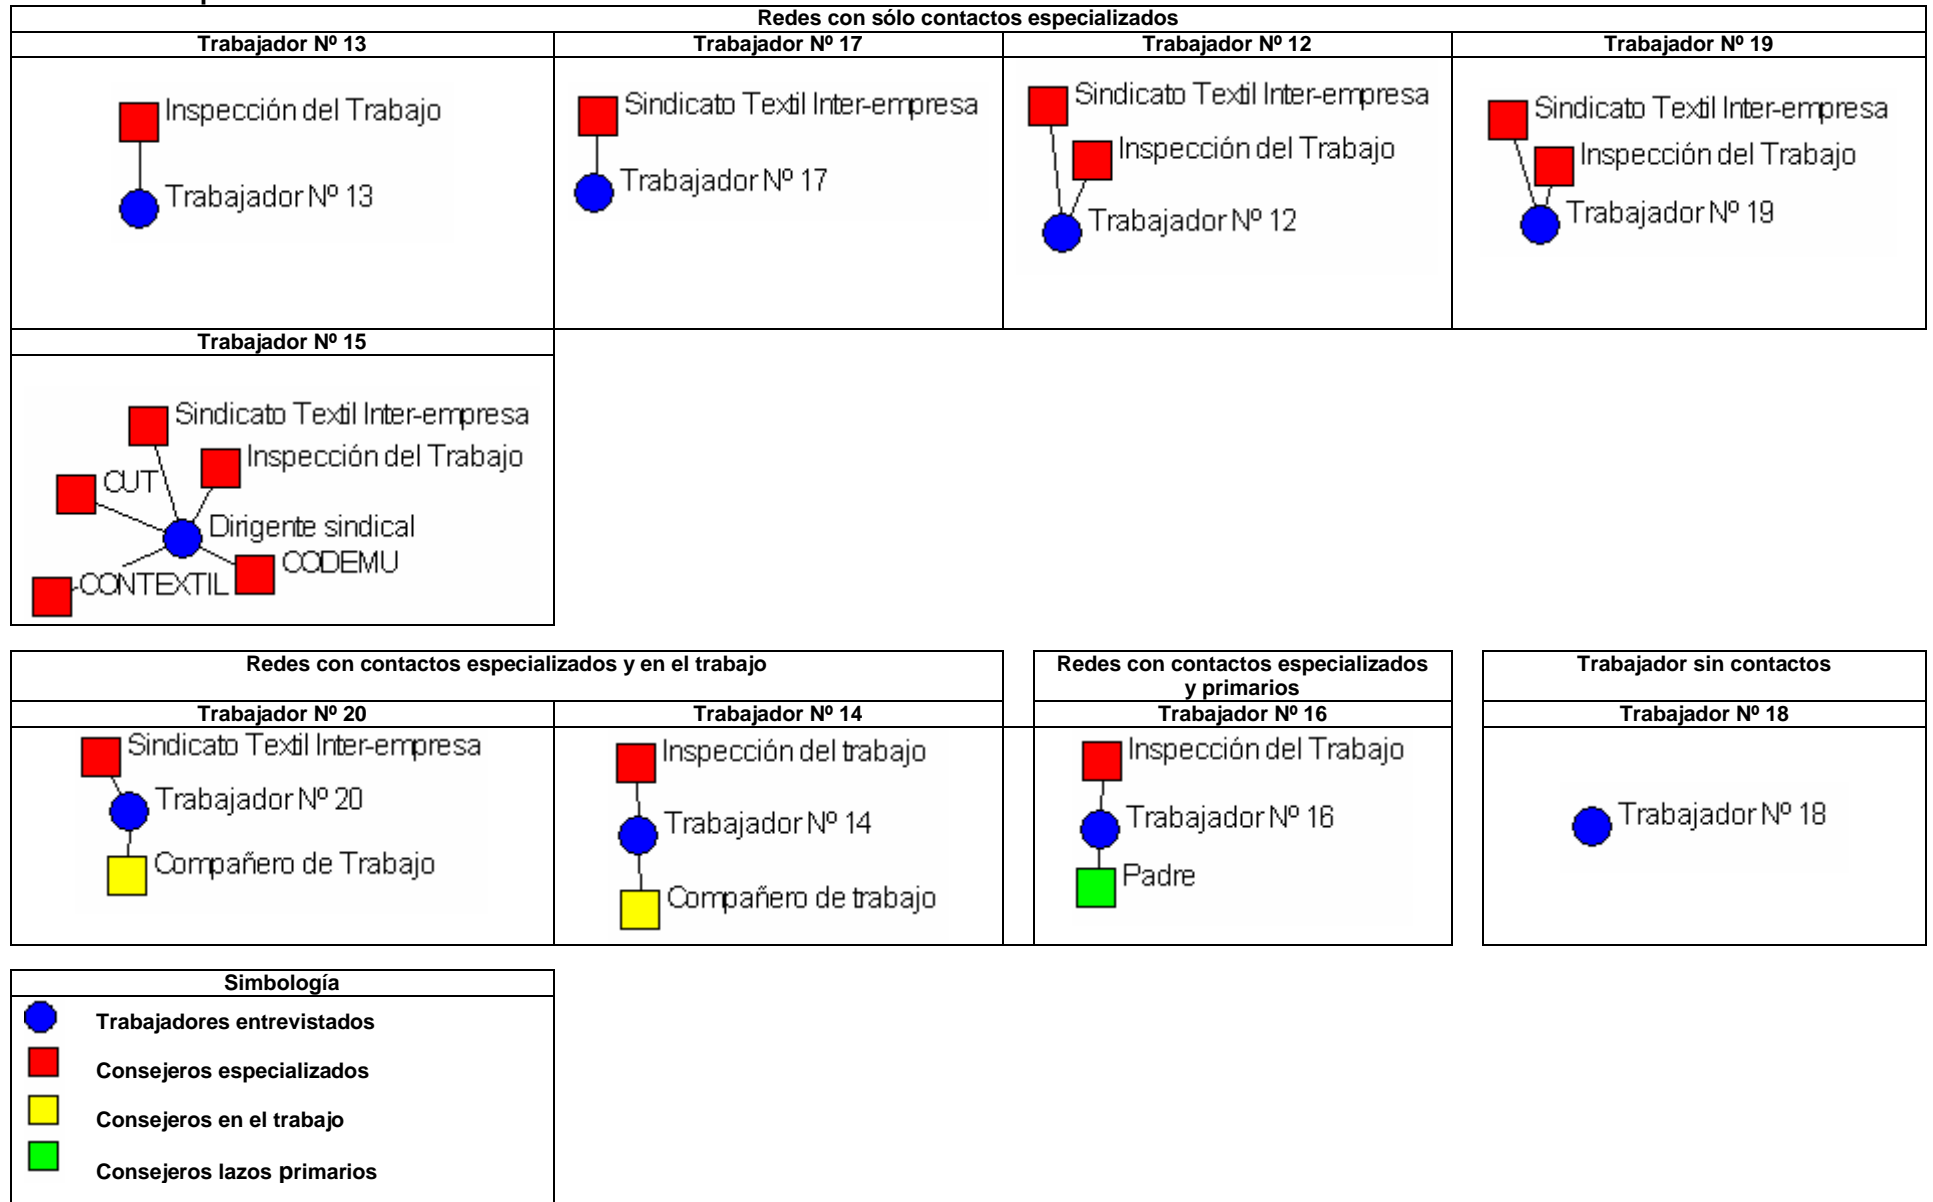 Redes con sólo contactos especializados
Trabajador Nº 13
Trabajador Nº 17
Trabajador Nº 12
Trabajador Nº 19
Inspección del Trabajo
Trabajador Nº 13
Sindicato Textil Inter-empresa
Trabajador Nº 17
Sindicato Textil Inter-empresa
Inspección del Trabajo
Trabajador Nº 12
Sindicato Textil Inter-empresa
Inspección del Trabajo
Trabajador Nº 19
Trabajador Nº 15
Sindicato Textil Inter-empresa
Inspección del Trabajo
CUT
Dirigente sindical
CODEMU
CONTEXTIL
Redes con contactos especializados y en el trabajo
Redes con contactos especializados
y primarios
Trabajador sin contactos
Trabajador Nº 20
Trabajador Nº 14
Trabajador Nº 16
Trabajador Nº 18
Sindicato Textil Inter-empresa
Trabajador Nº 20
Compañero de Trabajo
Inspección del trabajo
Trabajador Nº 14
Compañero de trabajo
Inspección del Trabajo
Trabajador Nº 16
Padre
Trabajador Nº 18
Simbología
Trabajadores entrevistados
Consejeros especializados
Consejeros en el trabajo
Consejeros lazos primarios